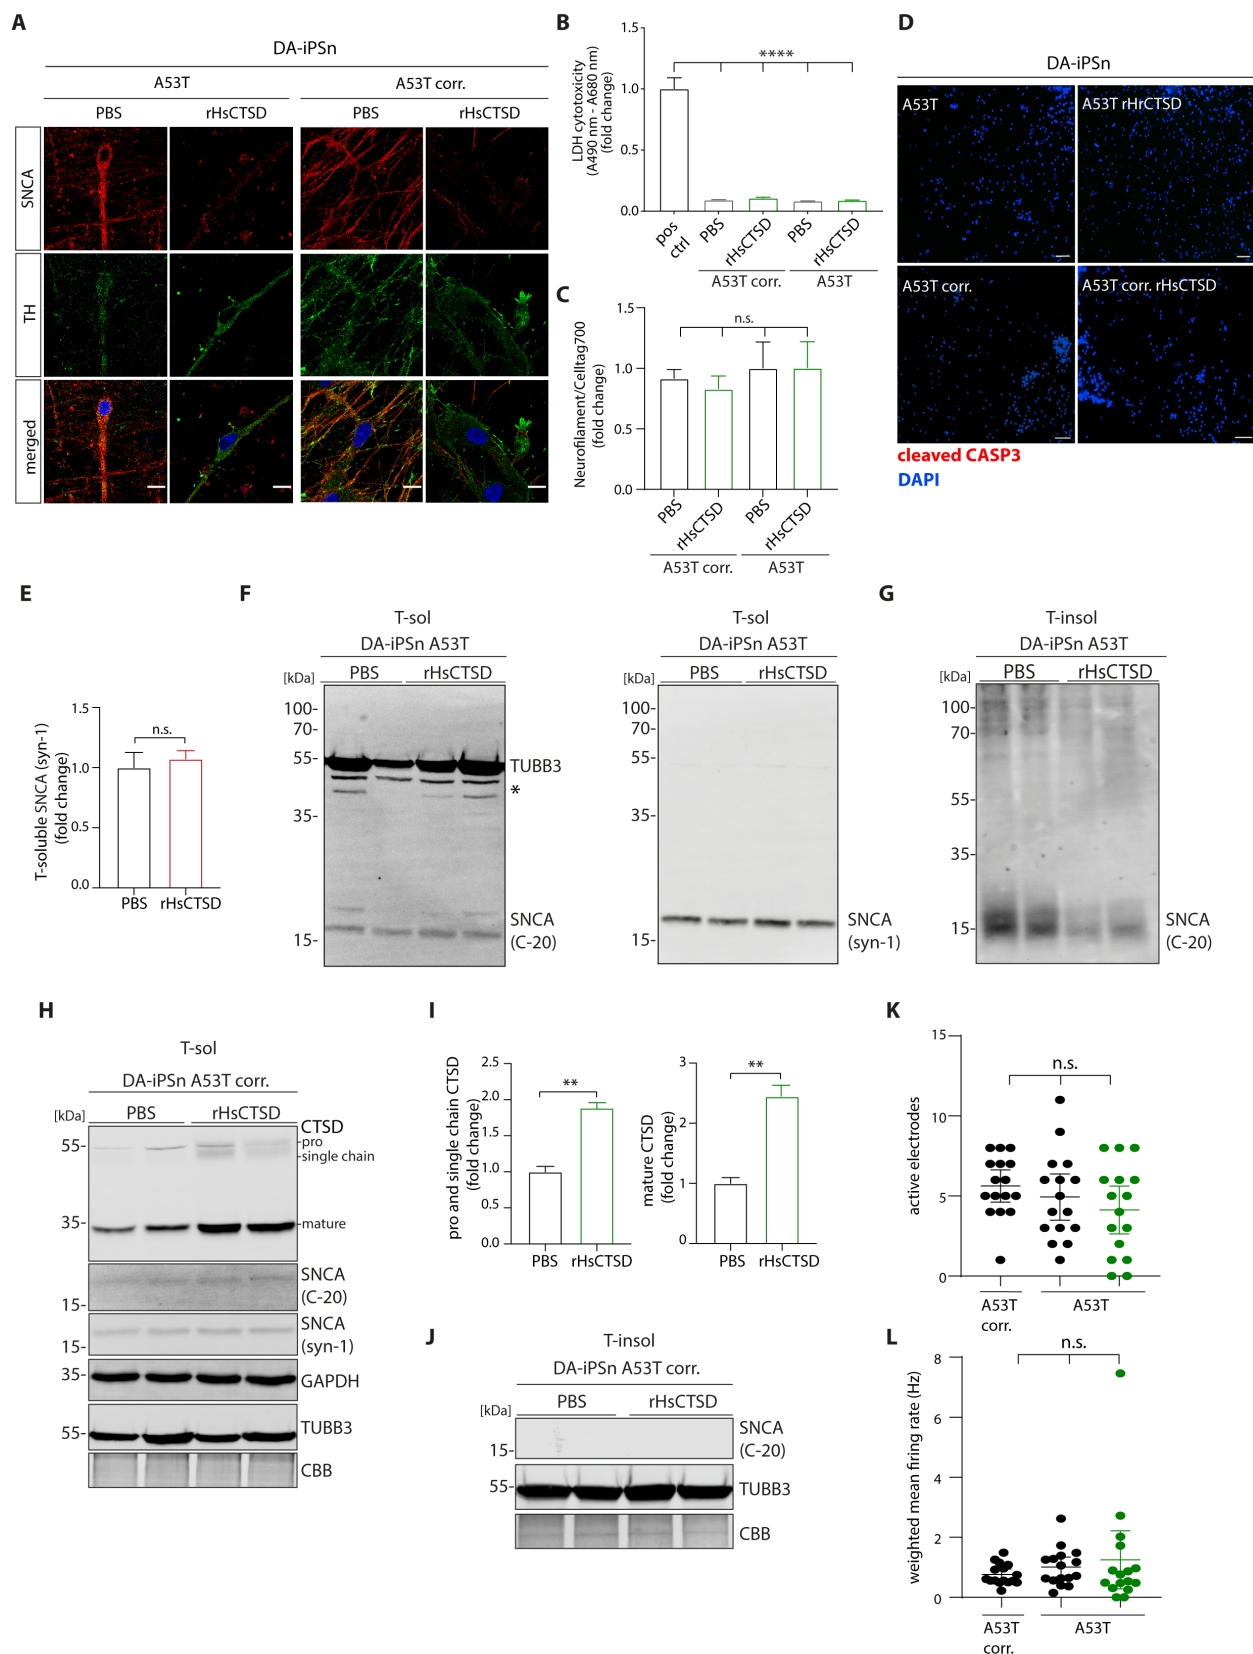 A
DA-iPSn
A53T
A53T corr.
PBS
rHsCTSD
PBS
rHsCTSD
SNCA
TH
merged
B
LDH cytotoxicity
(A490 nm - A680 nm)
(fold change)
1.5
1.0
0.5
0.0
****
pos
ctrl
PBS
rHsCTSD
PBS
rHsCTSD
A53T corr.
A53T
C
Neurofilament/Celltag700
(fold change)
1.5
1.0
0.5
0.0
n.s.
PBS
rHsCTSD
PBS
rHsCTSD
A53T corr.
A53T
D
DA-iPSn
A53T
A53T rHrCTSD
A53T corr.
A53T corr. rHsCTSD
cleaved CASP3
DAPI
E
T-soluble SNCA (syn-1)
(fold change)
1.5
1.0
0.5
0.0
n.s.
PBS
rHsCTSD
F
T-sol
DA-iPSn A53T
PBS
rHsCTSD
[kDa]
100-
70-
55-
35-
15-
TUBB3
*
SNCA
(C-20)
T-sol
DA-iPSn A53T
PBS
rHsCTSD
[kDa]
100-
70-
55-
35-
15-
SNCA
(syn-1)
G
T-insol
DA-iPSn A53T
PBS
rHsCTSD
[kDa]
100-
70-
55-
35-
15-
SNCA
(C-20)
H
T-sol
DA-iPSn A53T corr.
PBS
rHsCTSD
[kDa]
CTSD
55-
pro
single chain
35-
mature
SNCA
(C-20)
15-
SNCA
(syn-1)
15-
35-
GAPDH
TUBB3
55-
CBB
I
pro and single chain CTSD
(fold change)
2.5
2.0
1.5
1.0
0.5
0.0
**
PBS
rHsCTSD
mature CTSD
(fold change)
3
2
1
0
**
PBS
rHsCTSD
J
T-insol
DA-iPSn A53T corr.
PBS
rHsCTSD
[kDa]
SNCA
(C-20)
15-
55-
TUBB3
CBB
K
active electrodes
15
10
5
0
n.s.
A53T
corr.
A53T
L
weighted mean firing rate (Hz)
8
6
4
2
0
n.s.
A53T
corr.
A53T